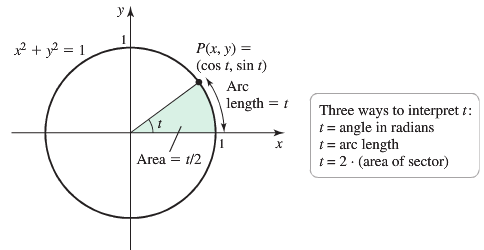 y
1
x² + y² = 1
P(x, y) =
(cos t, sin t)
Arc
length = t
t
1
x
Area = t/2
Three ways to interpret t:
t = angle in radians
t = arc length
t = 2 · (area of sector)